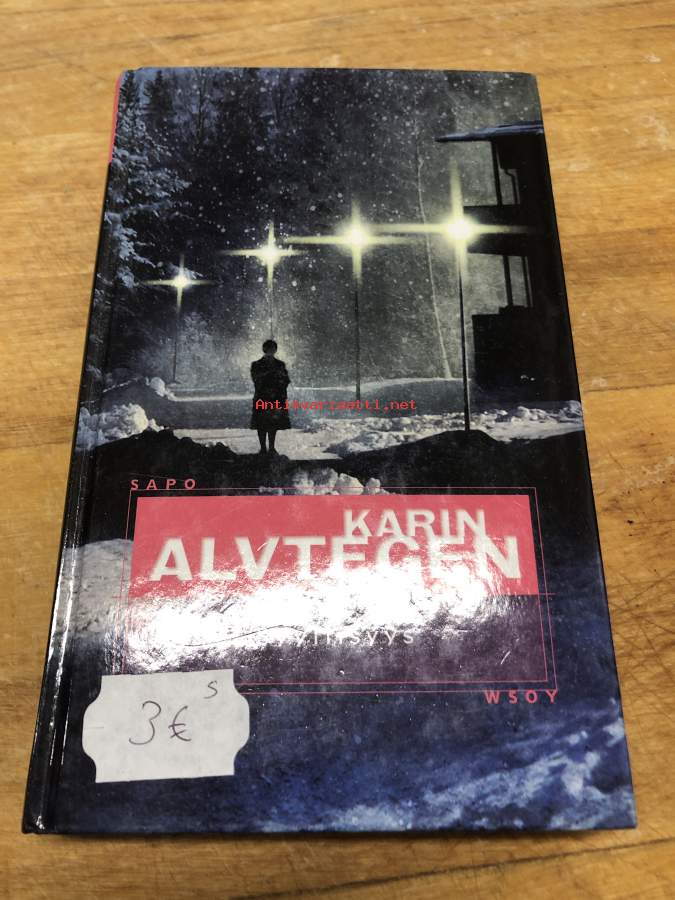 Antikvariaatti.net
SAPO
KARIN
ALVTEGEN
WSOY
s
3€